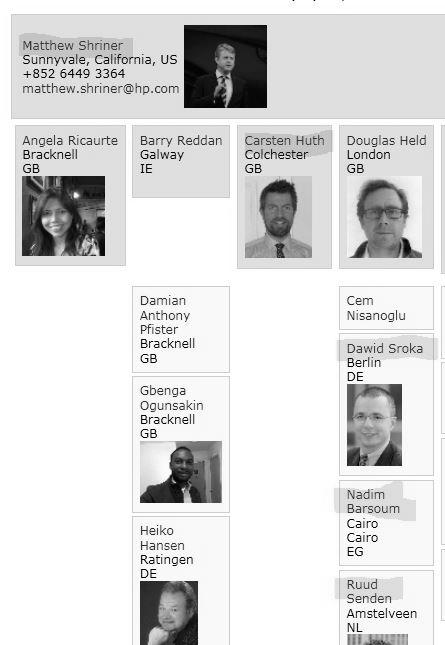 Matthew Shriner
Sunnyvale, California, US
+852 6449 3364
matthew.shriner@hp.com
Angela Ricaurte
Bracknell
GB
Barry Reddan
Galway
IE
Carsten Huth
Colchester
GB
Douglas Held
London
GB
Damian
Anthony
Pfister
Bracknell
GB
Gbenga
Ogunsakin
Bracknell
GB
Heiko
Hansen
Ratingen
DE
Cem
Nisanoglu
Dawid Sroka
Berlin
DE
Nadim
Barsoum
Cairo
Cairo
EG
Ruud
Senden
Amstelveen
NL